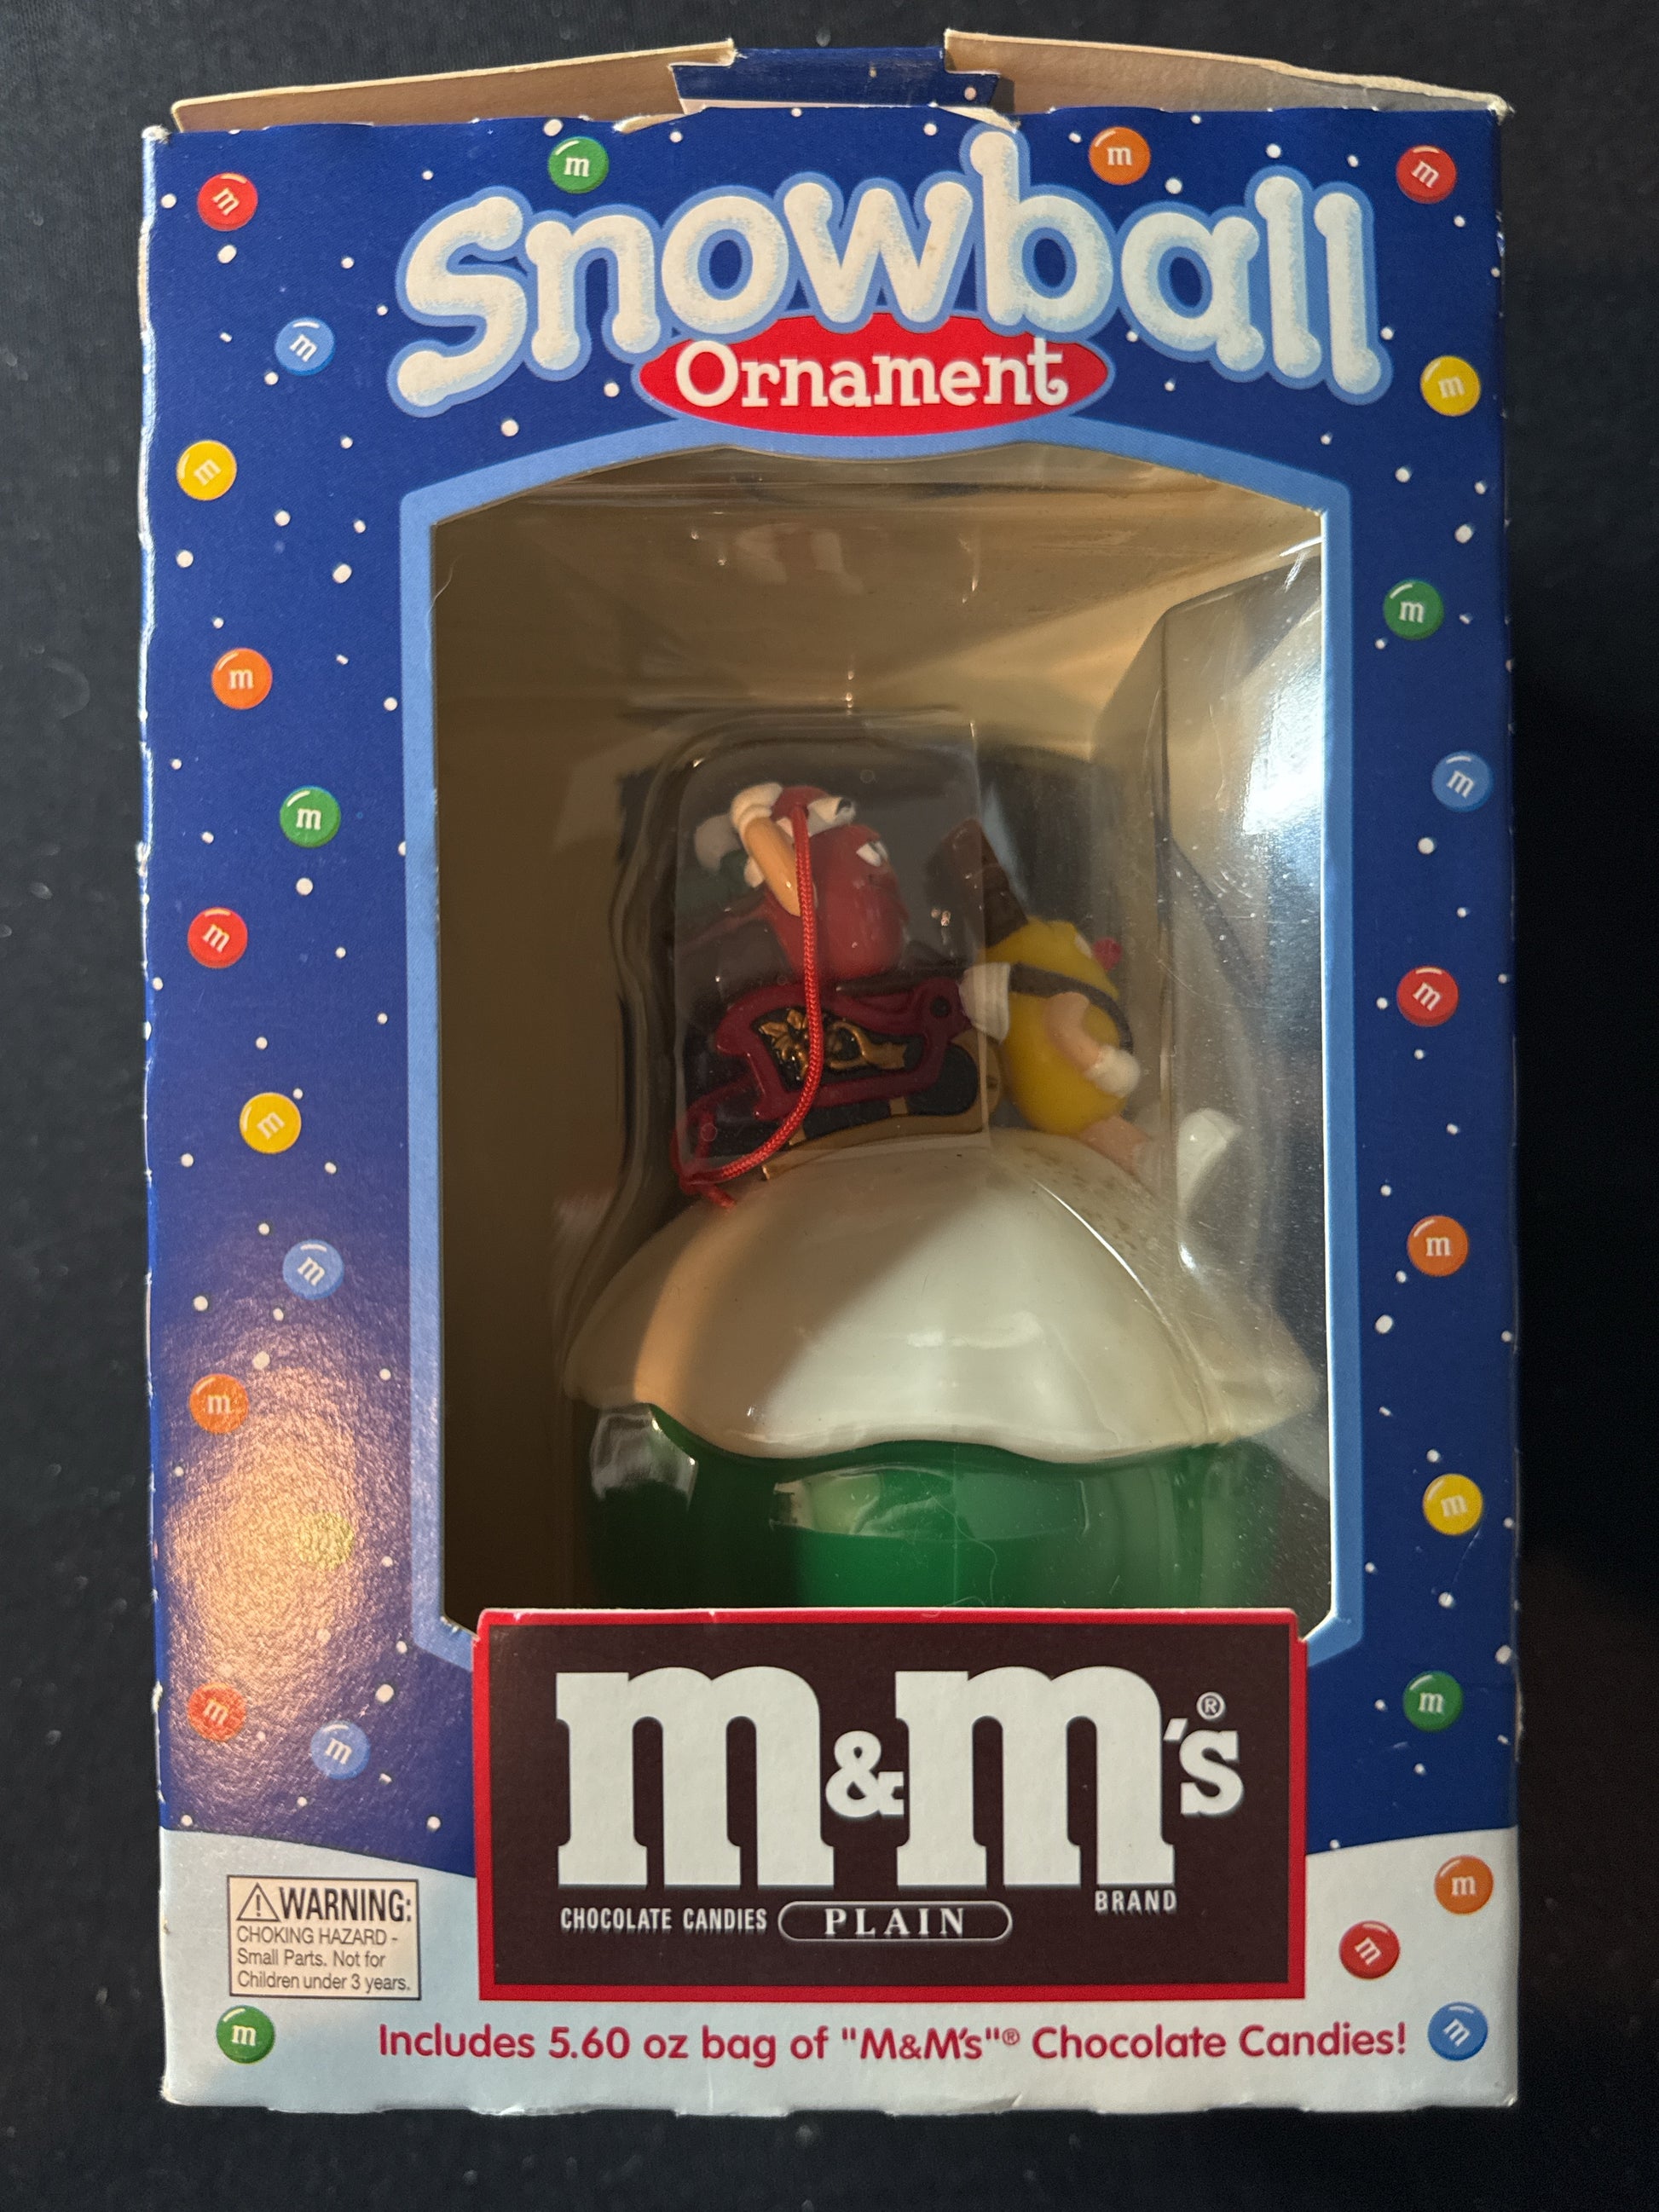 Snowball
Ornament
m&m's®
BRAND
CHOCOLATE CANDIES PLAIN
⚠WARNING:
CHOKING HAZARD -
Small Parts. Not for
Children under 3 years.
Includes 5.60 oz bag of "M&M's"® Chocolate Candies!